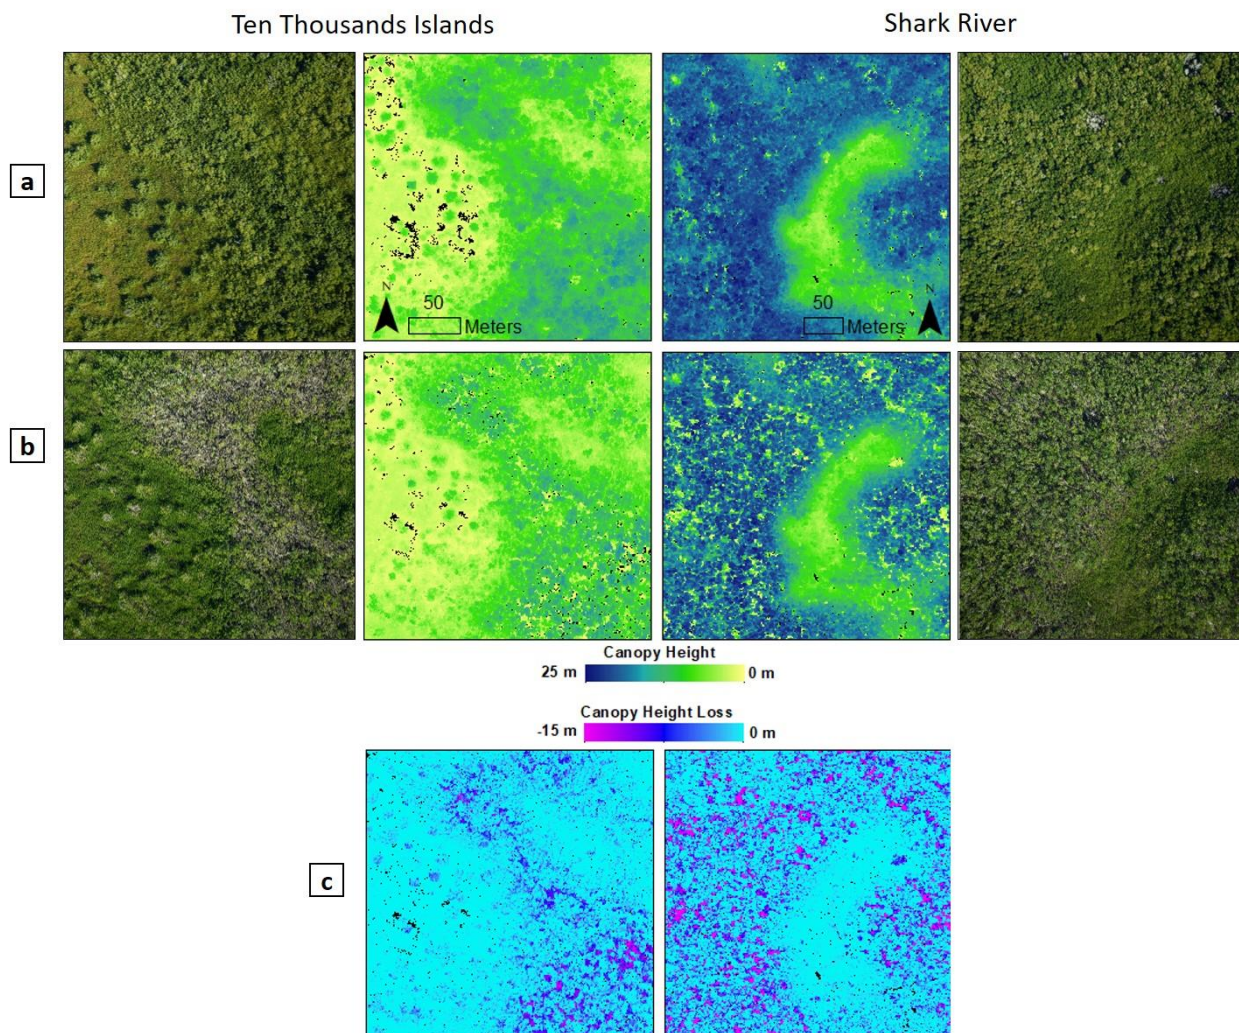 Ten Thousands Islands
Shark River
a
N
50
Meters
50
Meters
N
b
Canopy Height
25 m
0 m
Canopy Height Loss
-15 m
0 m
c